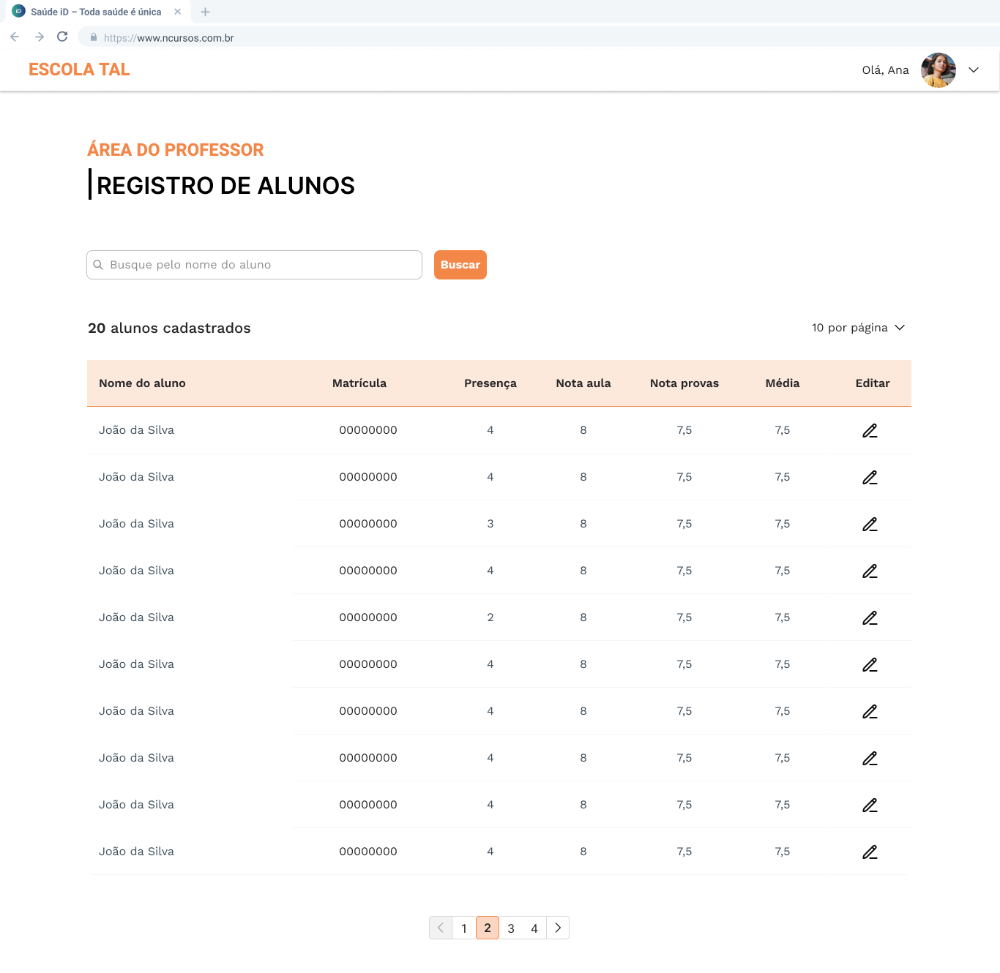 iD Saúde iD – Toda saúde é única
https://www.ncursos.com.br
ESCOLA TAL
Olá, Ana
ÁREA DO PROFESSOR
REGISTRO DE ALUNOS
Busque pelo nome do aluno
Buscar
20 alunos cadastrados
10 por página
Nome do aluno Matrícula Presença Nota aula Nota provas Média Editar
João da Silva 00000000 4 8 7,5 7,5
João da Silva 00000000 4 8 7,5 7,5
João da Silva 00000000 3 8 7,5 7,5
João da Silva 00000000 4 8 7,5 7,5
João da Silva 00000000 2 8 7,5 7,5
João da Silva 00000000 4 8 7,5 7,5
João da Silva 00000000 4 8 7,5 7,5
João da Silva 00000000 4 8 7,5 7,5
João da Silva 00000000 4 8 7,5 7,5
João da Silva 00000000 4 8 7,5 7,5
1 2 3 4